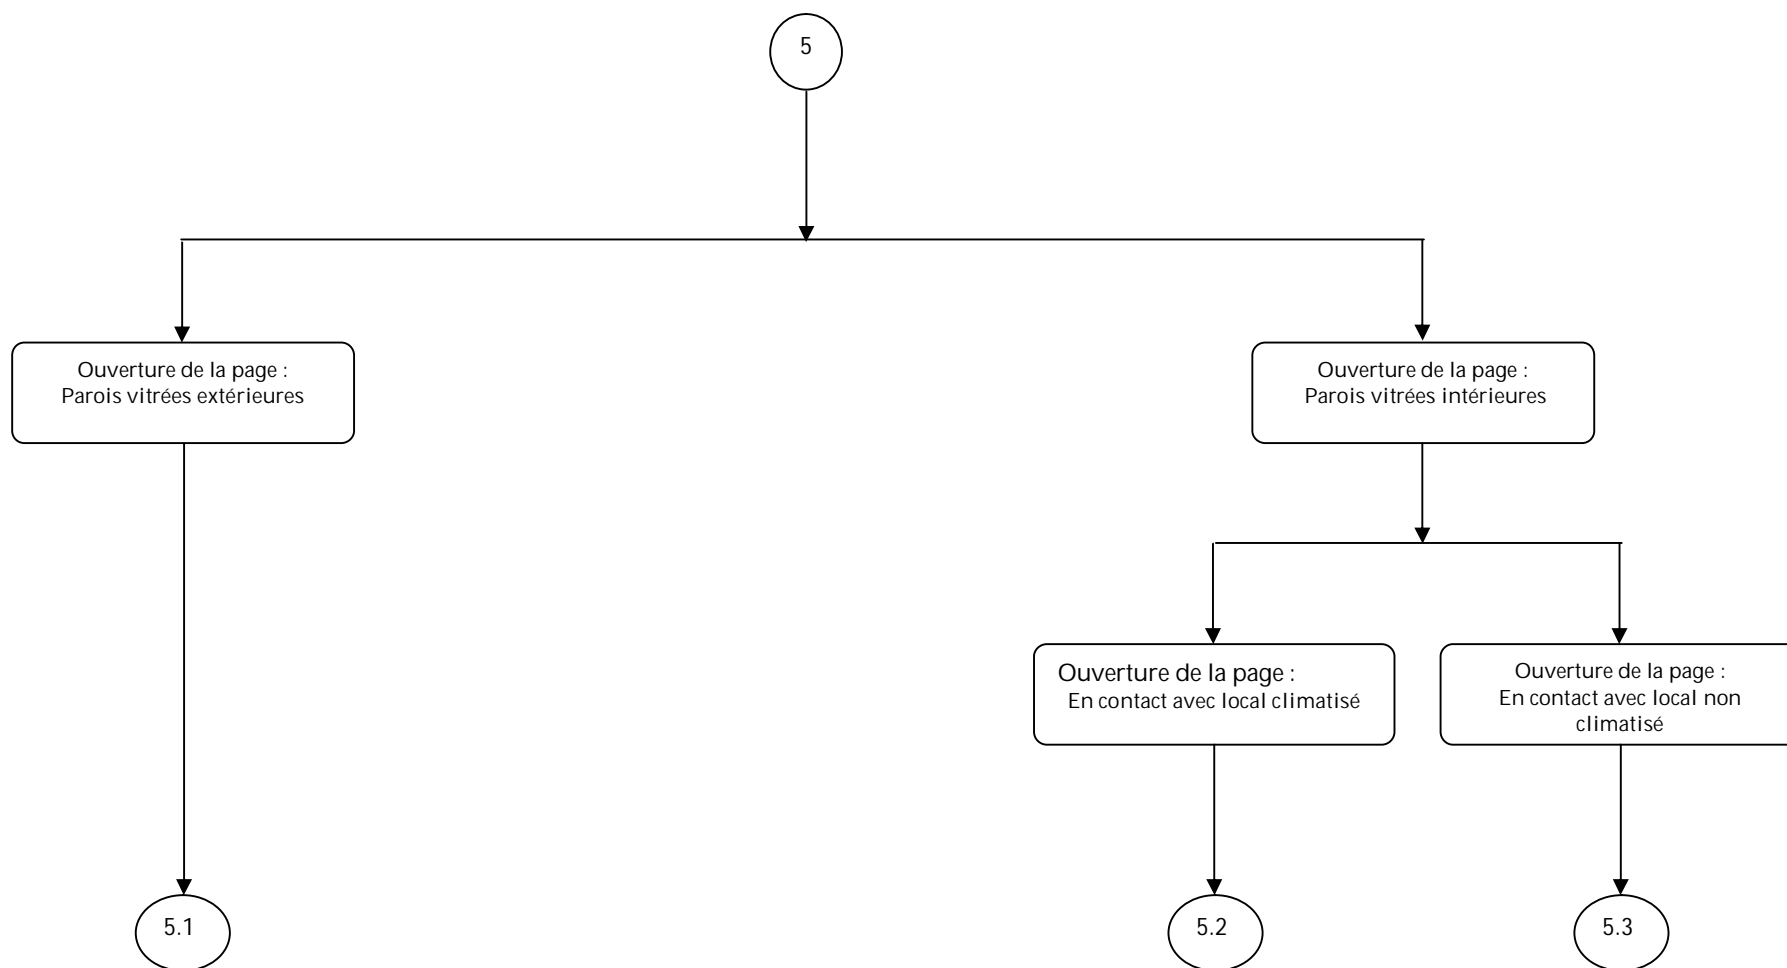 5
Ouverture de la page :
Parois vitrées extérieures
Ouverture de la page :
Parois vitrées intérieures
Ouverture de la page :
En contact avec local climatisé
Ouverture de la page :
En contact avec local non
climatisé
5.1
5.2
5.3